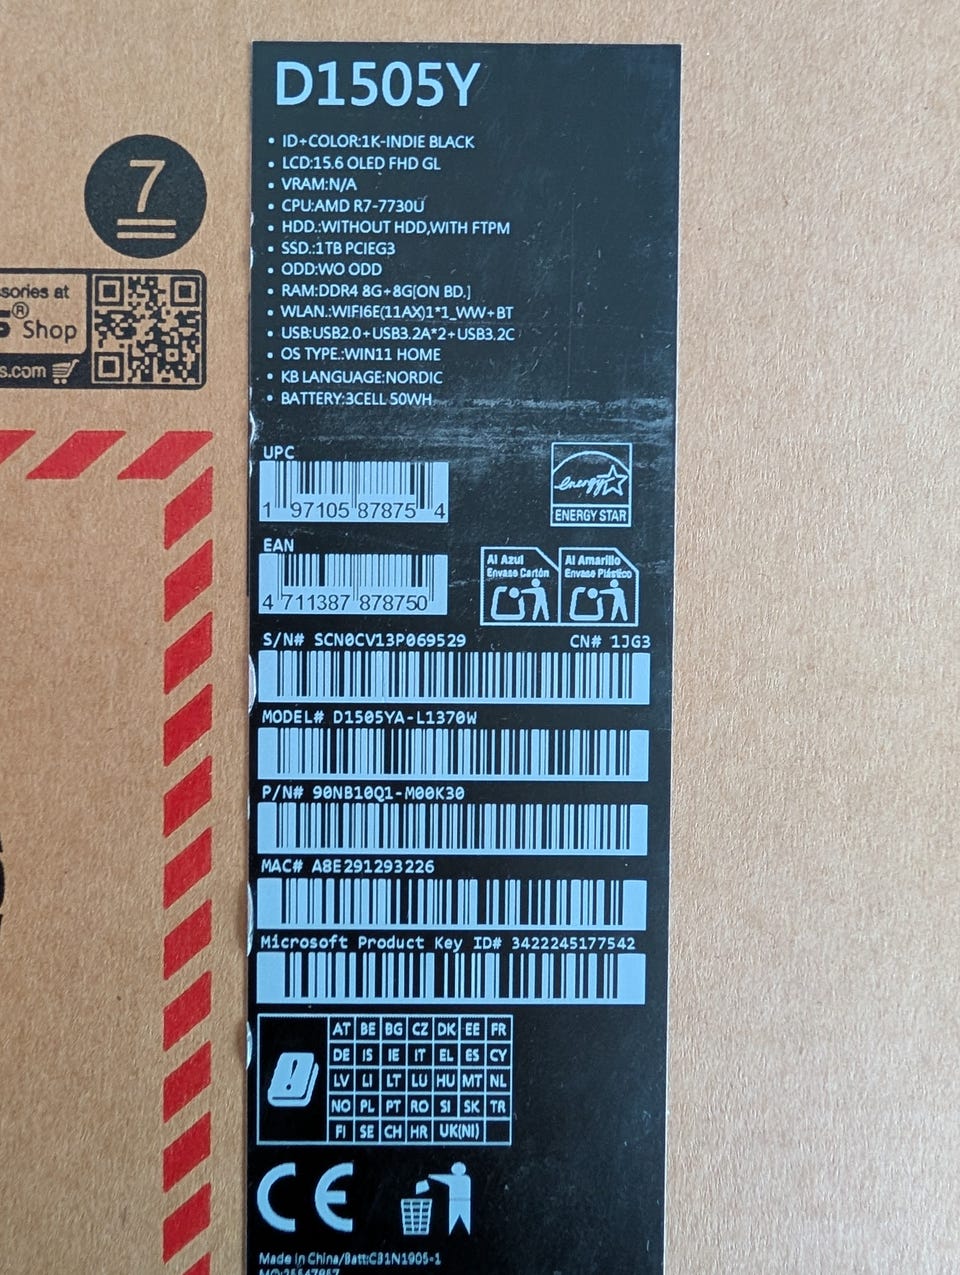 D1505Y
• ID+COLOR:1K-INDIE BLACK
• LCD:15.6 OLED FHD GL
• VRAM:N/A
• CPU:AMD R7-7730U
• HDD.:WITHOUT HDD,WITH FTPM
• SSD.:1TB PCIEG3
• ODD:WO ODD
• RAM:DDR4 8G+8G[ON BD.]
• WLAN.:WIFI6E(11AX)1*1_WW+BT
• USB:USB2.0+USB3.2A*2+USB3.2C
• OS TYPE.:WIN11 HOME
• KB LANGUAGE:NORDIC
• BATTERY:3CELL 50WH
7
ssories at
® Shop
s.com
UPC
1 97105 87875 4
energy
ENERGY STAR
EAN
4 711387 878750
Al Azul
Envase Cartón
Al Amarillo
Envase Plástico
S/N# SCN0CV13P069529 CN# 1JG3
MODEL# D1505YA-L1370W
P/N# 90NB10Q1-M00K30
MAC# A8E291293226
Microsoft Product Key ID# 3422245177542
AT BE BG CZ DK EE FR
DE IS IE IT EL ES CY
LV LI LT LU HU MT NL
NO PL PT RO SI SK TR
FI SE CH HR UK(NI)
CE
Made in China/Batt:CB1N1905-1